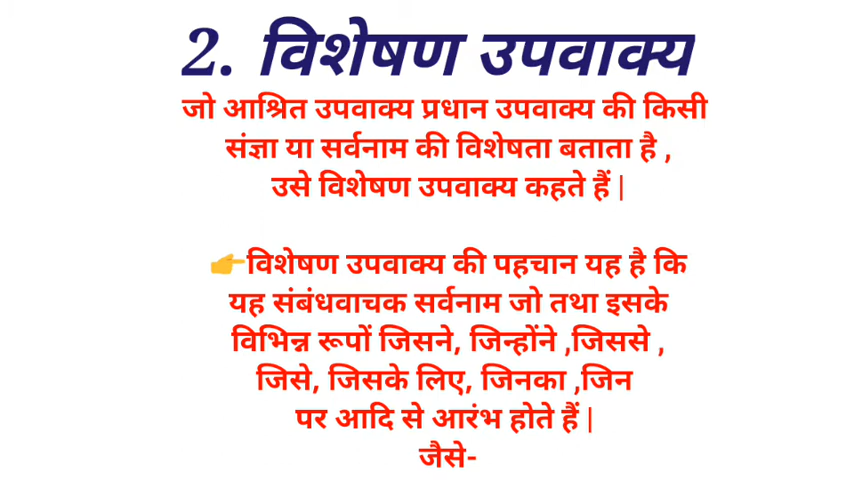 2. विशेषण उपवाक्य
जो आश्रित उपवाक्य प्रधान उपवाक्य की किसी
संज्ञा या सर्वनाम की विशेषता बताता है ,
उसे विशेषण उपवाक्य कहते हैं |
👉विशेषण उपवाक्य की पहचान यह है कि
यह संबंधवाचक सर्वनाम जो तथा इसके
विभिन्न रूपों जिसने, जिन्होंने ,जिससे ,
जिसे, जिसके लिए, जिनका ,जिन
पर आदि से आरंभ होते हैं |
जैसे-